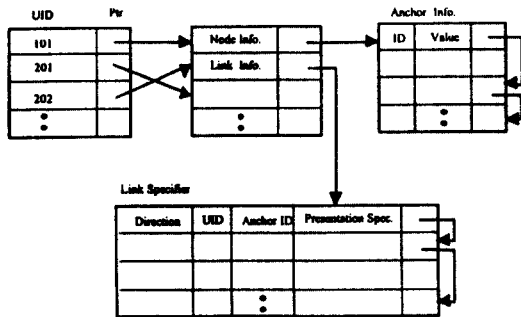 UID Ptr
Anchor Info.
101
201
202
Node Info.
Link Info.
ID Value
Link Specifier
Direction UID Anchor ID Presentation Spec.